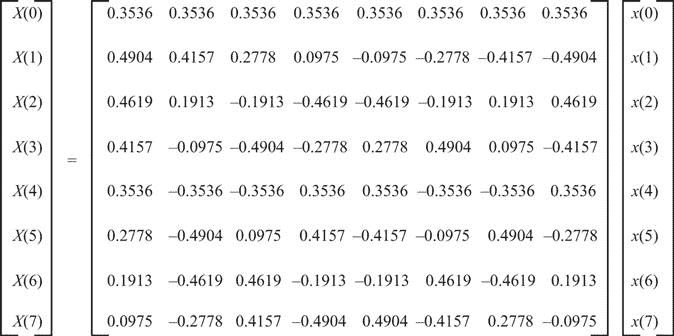 X(0) 0.3536 0.3536 0.3536 0.3536 0.3536 0.3536 0.3536 0.3536 x(0)
X(1) 0.4904 0.4157 0.2778 0.0975 –0.0975 –0.2778 –0.4157 –0.4904 x(1)
X(2) 0.4619 0.1913 –0.1913 –0.4619 –0.4619 –0.1913 0.1913 0.4619 x(2)
X(3) = 0.4157 –0.0975 –0.4904 –0.2778 0.2778 0.4904 0.0975 –0.4157 x(3)
X(4) 0.3536 –0.3536 –0.3536 0.3536 0.3536 –0.3536 –0.3536 0.3536 x(4)
X(5) 0.2778 –0.4904 0.0975 0.4157 –0.4157 –0.0975 0.4904 –0.2778 x(5)
X(6) 0.1913 –0.4619 0.4619 –0.1913 –0.1913 0.4619 –0.4619 0.1913 x(6)
X(7) 0.0975 –0.2778 0.4157 –0.4904 0.4904 –0.4157 0.2778 –0.0975 x(7)